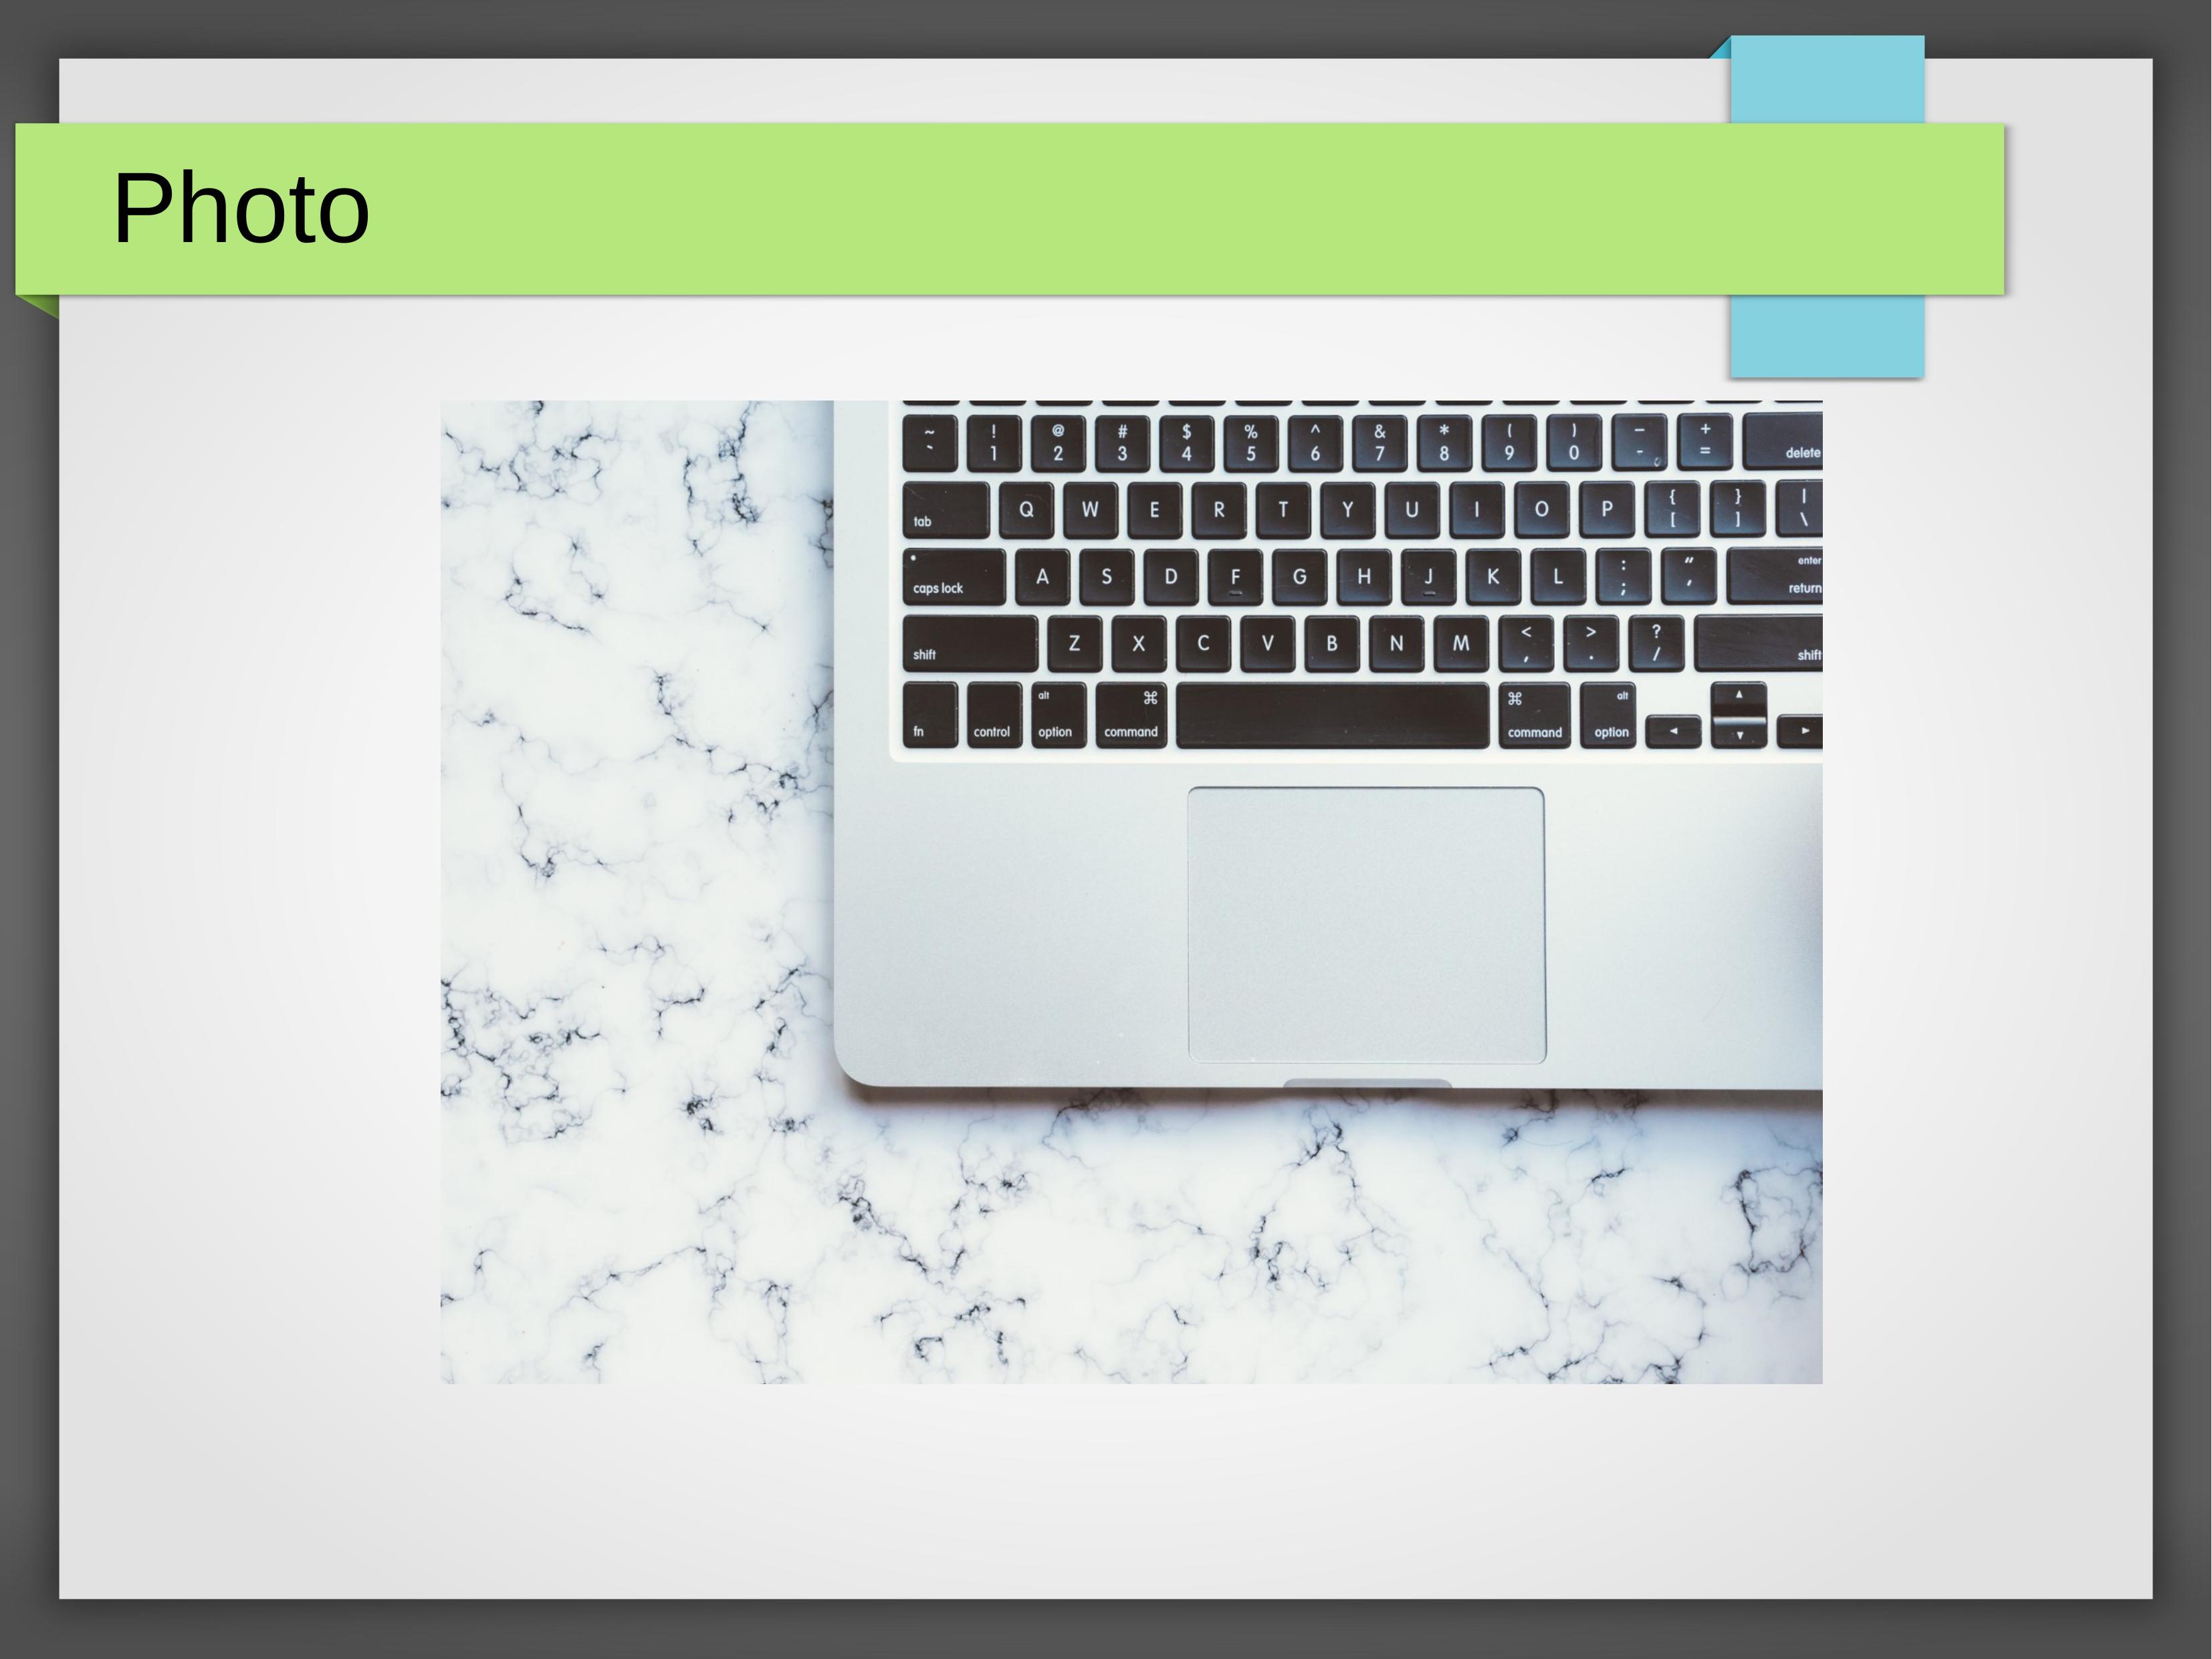 Photo
~ ! @ # $ % ^ & * ( ) – +
` 1 2 3 4 5 6 7 8 9 0 - = delete
tab Q W E R T Y U I O P { [ } ] | \
caps lock A S D F G H J K L : ; “ ‘ enter return
shift Z X C V B N M < , > . ? / shift
fn control alt option ⌘ command ⌘ command alt option ◄ ▲ ▼ ►